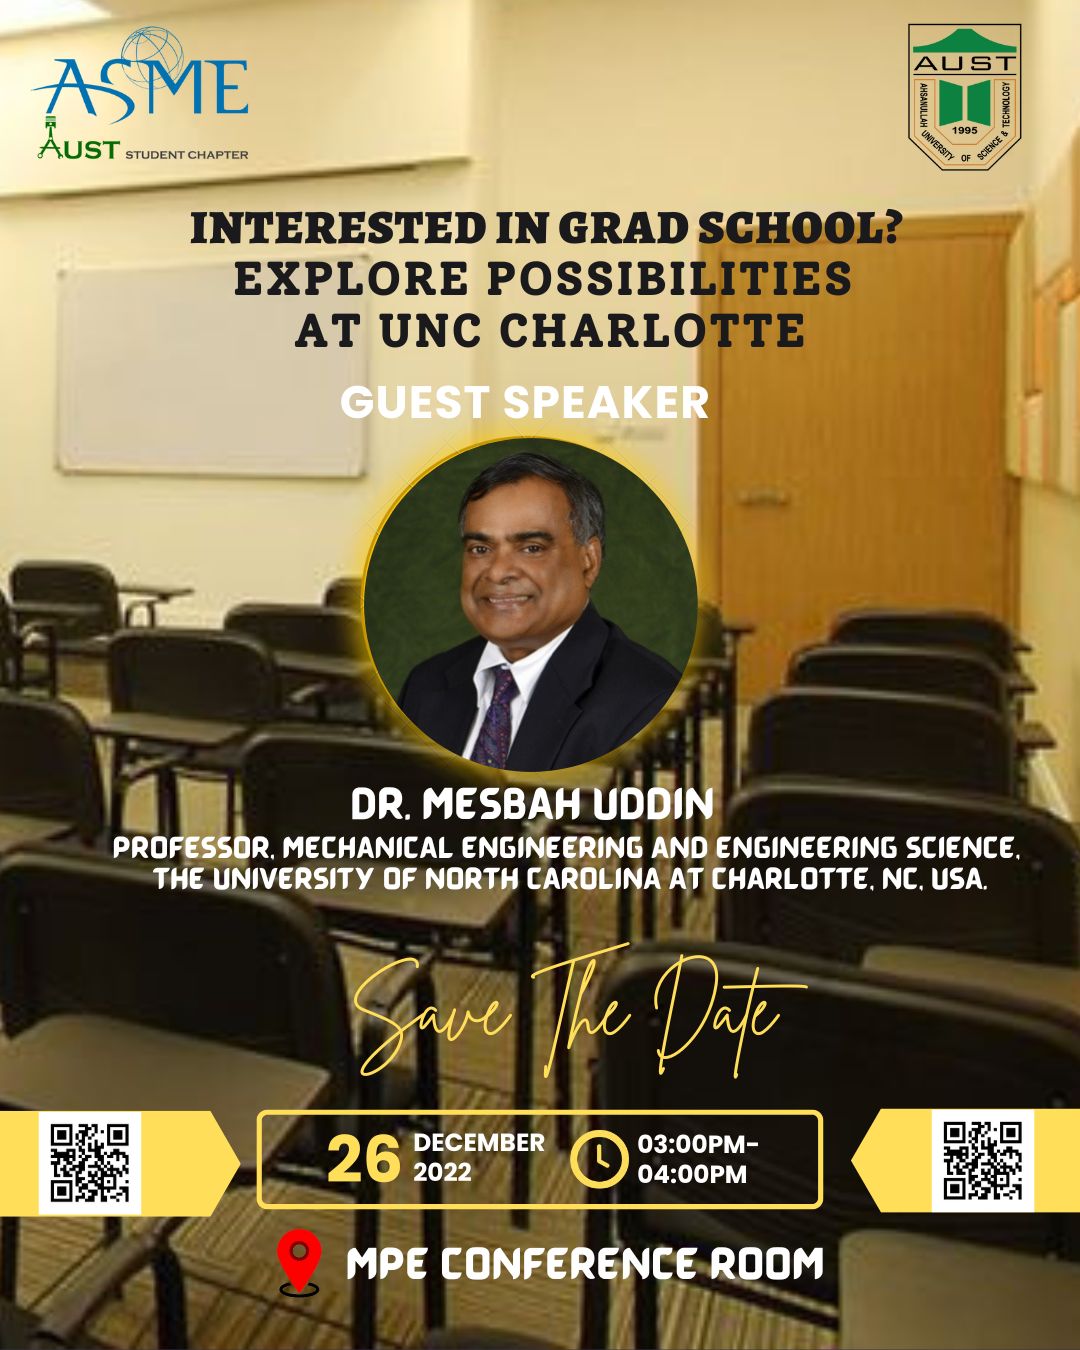 ASME
AUST STUDENT CHAPTER
AUST
AHSANULLAH UNIVERSITY OF SCIENCE & TECHNOLOGY
1995
INTERESTED IN GRAD SCHOOL?
EXPLORE POSSIBILITIES
AT UNC CHARLOTTE
GUEST SPEAKER
DR. MESBAH UDDIN
PROFESSOR, MECHANICAL ENGINEERING AND ENGINEERING SCIENCE,
THE UNIVERSITY OF NORTH CAROLINA AT CHARLOTTE, NC, USA.
Save The Date
26 DECEMBER
2022
03:00PM-
04:00PM
MPE CONFERENCE ROOM